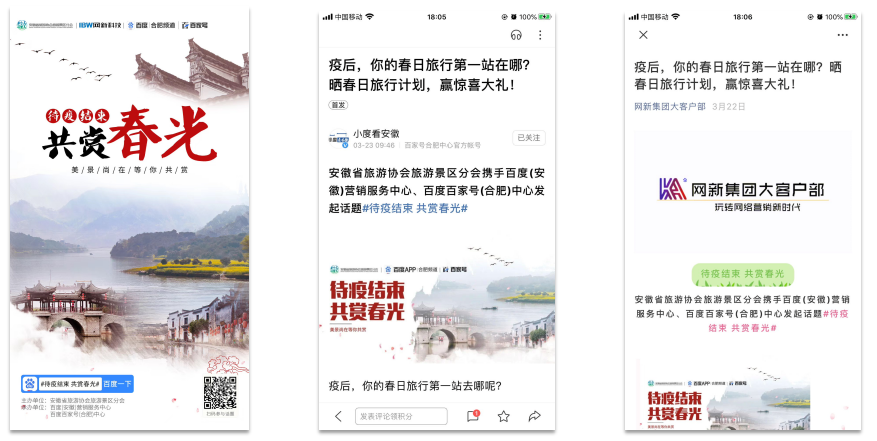 网新科技 百度 | 合肥频道 百家号
待疫结束
共赏春光
美/景/尚/在/等/你/共/赏
#待疫结束 共赏春光# 百度一下
主办单位：安徽省旅游协会旅游景区分会
承办单位：百度(安徽)营销服务中心
百度百家号(合肥)中心
扫码参与话题
中国移动 18:05 100%
疫后，你的春日旅行第一站在哪？
晒春日旅行计划，赢惊喜大礼！
首发
小度看安徽
03-23 09:46 百家号合肥中心官方帐号
已关注
安徽省旅游协会旅游景区分会携手百度(安
徽)营销服务中心、百度百家号(合肥)中心发
起话题#待疫结束 共赏春光#
百度APP | 合肥频道 百家号
待疫结束
共赏春光
美景尚在等你共赏
疫后，你的春日旅行第一站去哪呢？
发表评论领积分
1
中国移动 18:06 100%
疫后，你的春日旅行第一站在哪？晒
春日旅行计划，赢惊喜大礼！
网新集团大客户部 3月22日
网新集团大客户部
玩转网络营销新时代
待疫结束 共赏春光
安徽省旅游协会旅游景区分会携手百度(安徽)营销
服务中心、百度百家号(合肥)中心发起话题#待疫
结束 共赏春光#
百度APP | 合肥频道 百家号
待疫结束
共赏春光